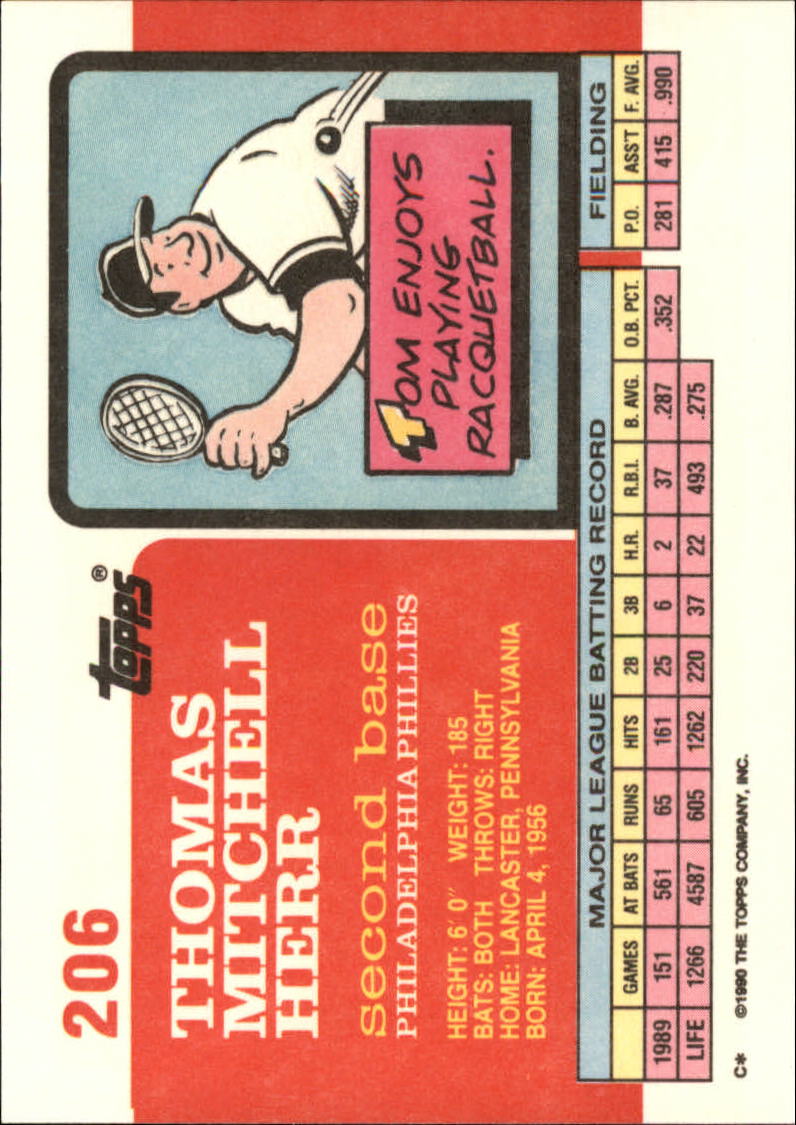 206
topps®
THOMAS
MITCHELL
HERR
second base
PHILADELPHIA PHILLIES
HEIGHT: 6' 0" WEIGHT: 185
BATS: BOTH THROWS: RIGHT
HOME: LANCASTER, PENNSYLVANIA
BORN: APRIL 4, 1956
TOM ENJOYS
PLAYING
RACQUETBALL.
MAJOR LEAGUE BATTING RECORD FIELDING
GAMES AT BATS RUNS HITS 2B 3B H.R. R.B.I. B. AVG. O.B. PCT. P.O. ASS'T F. AVG.
1989 151 561 65 161 25 6 2 37 .287 .352 281 415 .990
LIFE 1266 4587 605 1262 220 37 22 493 .275
C* ©1990 THE TOPPS COMPANY, INC.